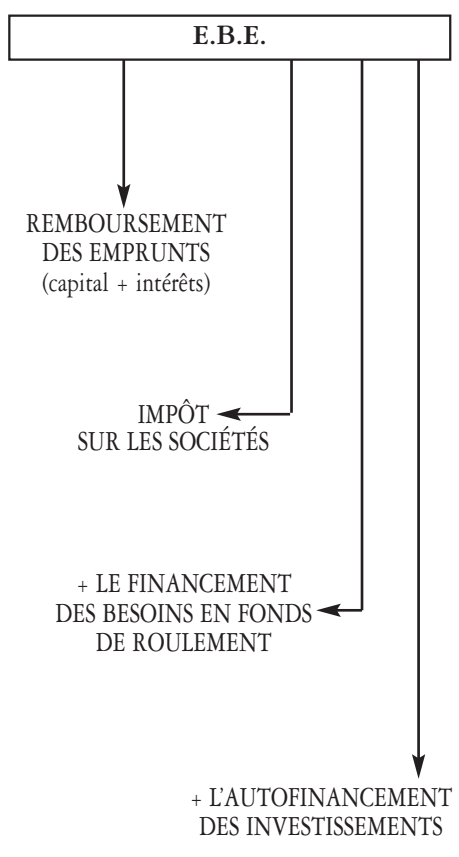 E.B.E.
REMBOURSEMENT
DES EMPRUNTS
(capital + intérêts)
IMPÔT
SUR LES SOCIÉTÉS
+ LE FINANCEMENT
DES BESOINS EN FONDS
DE ROULEMENT
+ L'AUTOFINANCEMENT
DES INVESTISSEMENTS